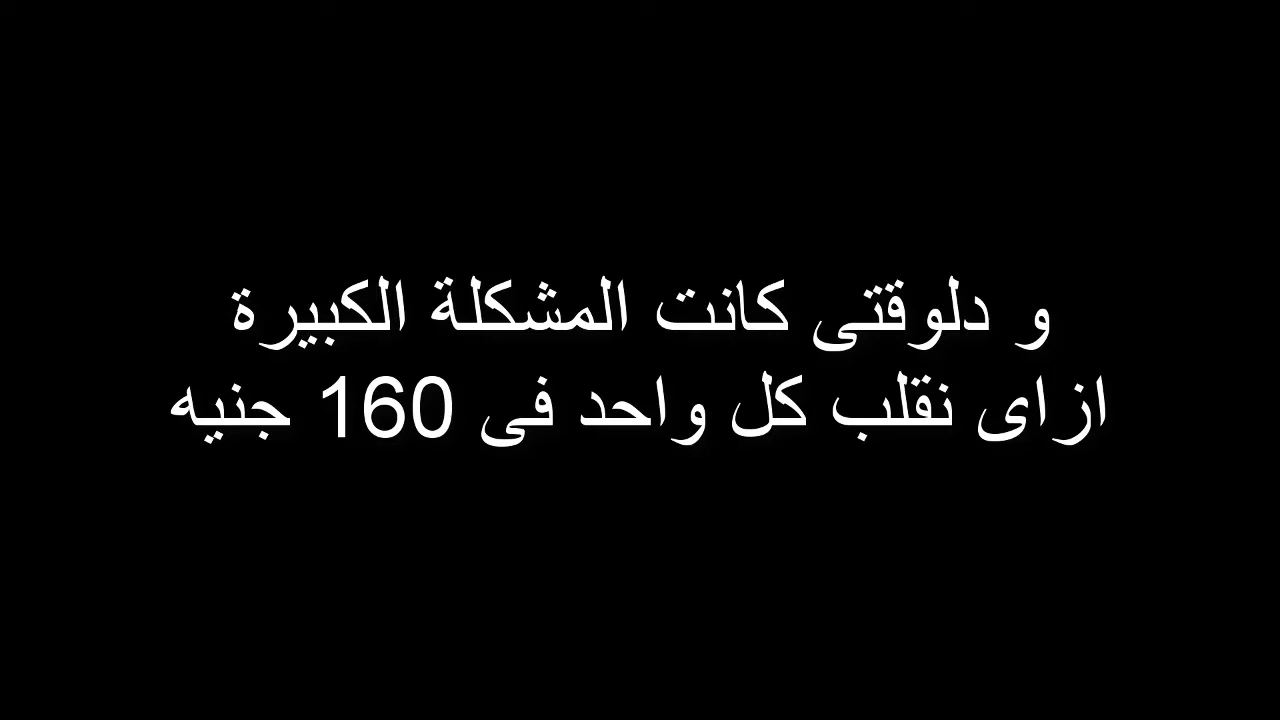 و دلوقتى كانت المشكلة الكبيرة
ازاى نقلب كل واحد فى 160 جنيه